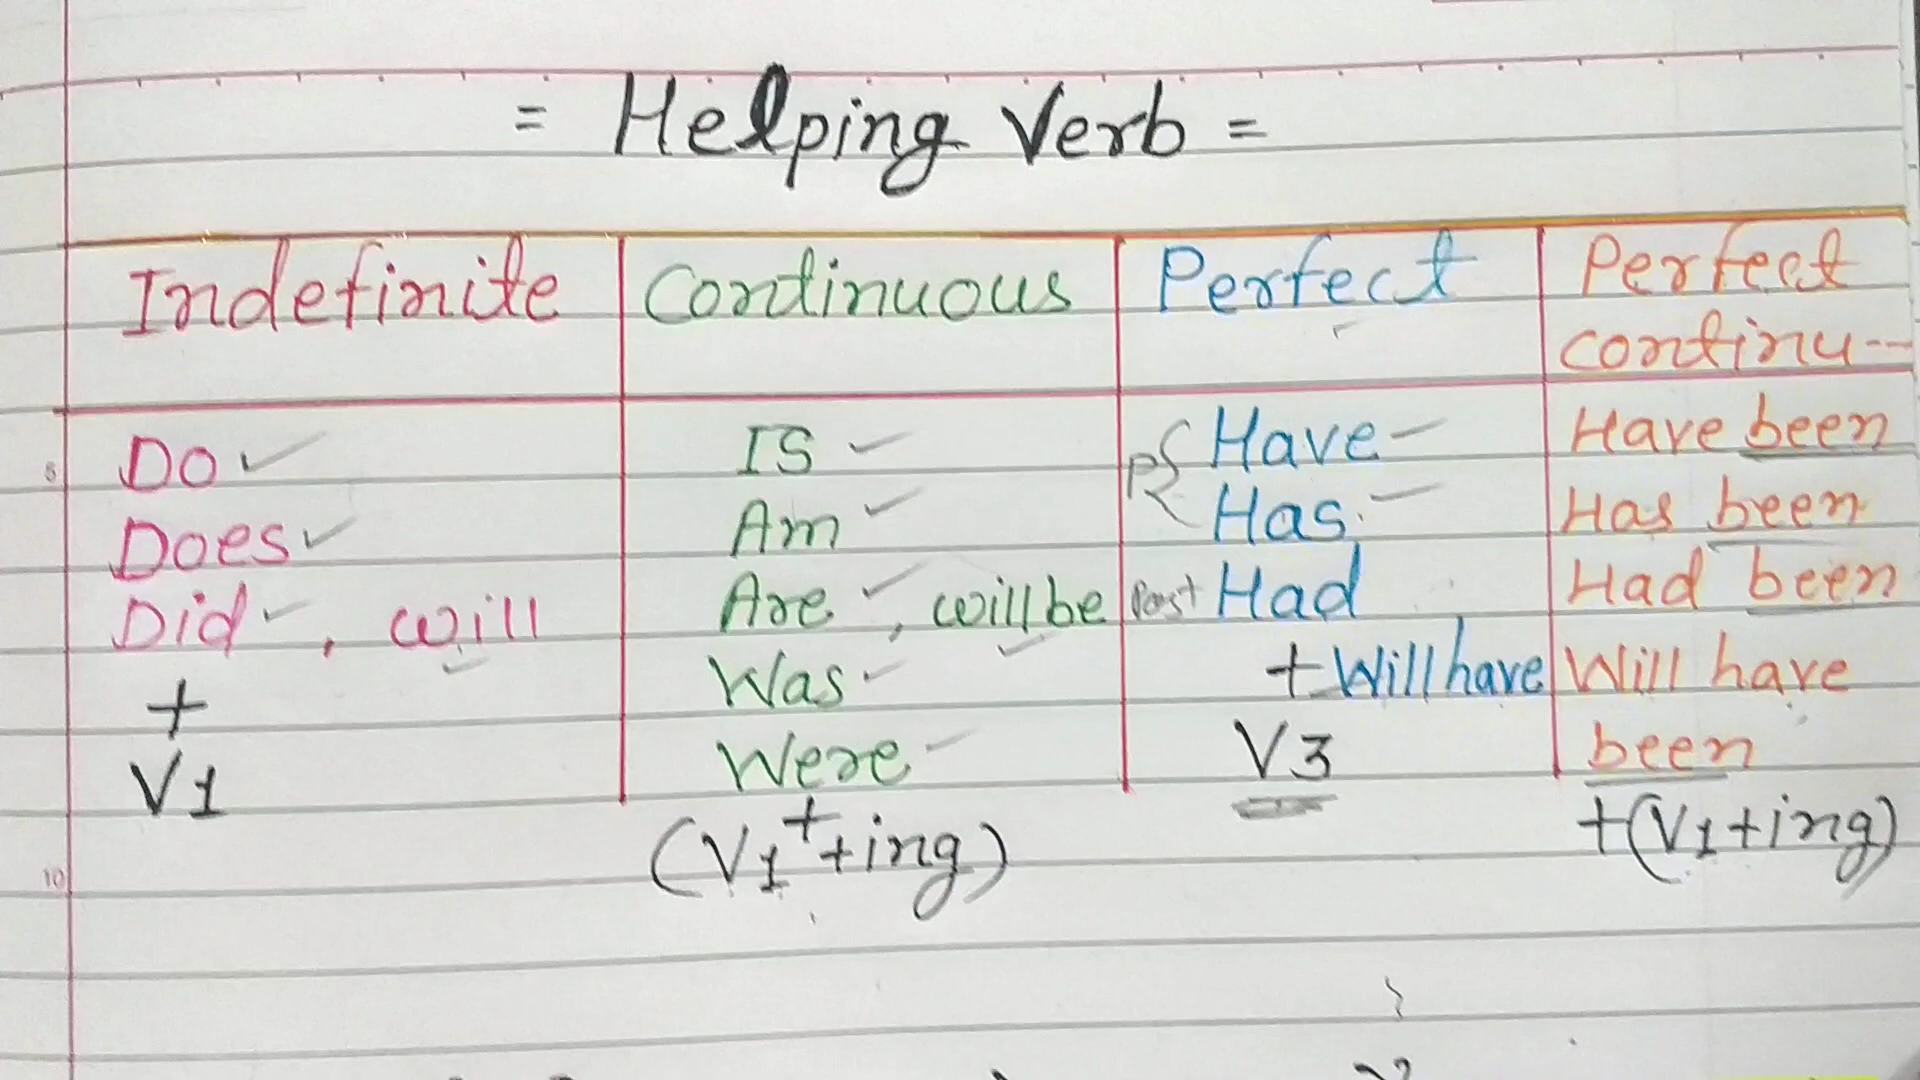 = Helping Verb =
Indefinite Continuous Perfect Perfect
continu--
Do IS Have Have been
Does Am Has Has been
Did, will Are, will be Past Had Had been
+ Was + Will have Will have
V1 Were V3 been
(V1 + +ing) +(V1+ing)